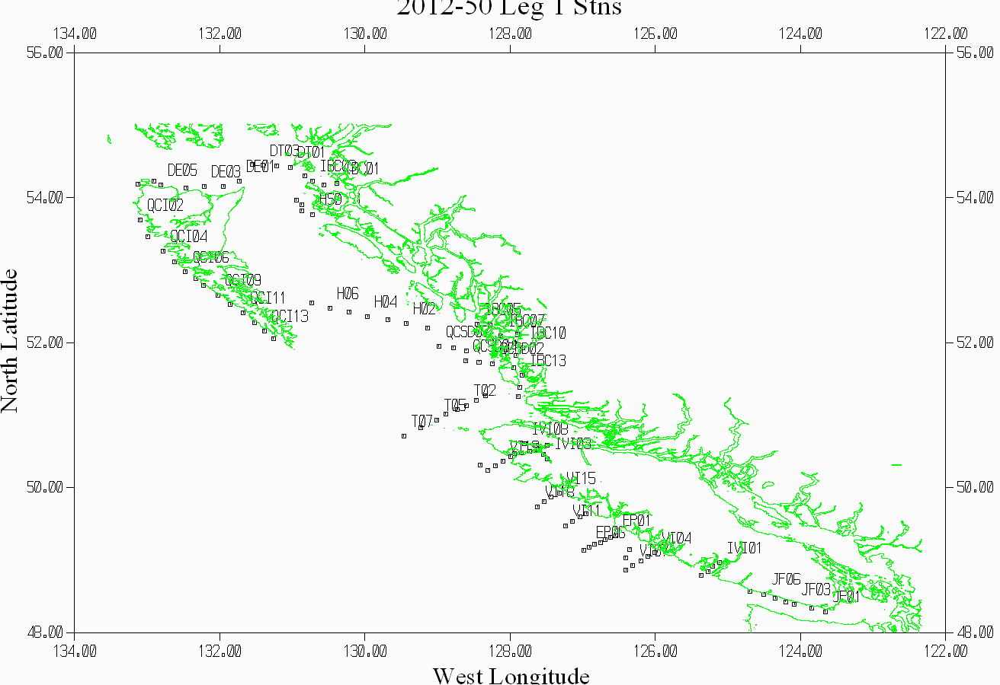 2012-50 Leg 1 Stns
134.00 132.00 130.00 128.00 126.00 124.00 122.00
56.00 56.00
DT03 DT01
DE05 DE03 DE01 IBC03 IBC01
54.00 54.00
HS0 1
QCI02
QCI04
QCI06
QCI09
QCI11
QCI13
H06
H04
H02
IBC05
IBC07
IBC10
52.00 52.00
QCSD02
IBC13
T02
T05
T07
IVI08
IVI03
VI15
50.00 50.00
VI11
EP01
EP06
VI04
IVI01
JF06
JF03
JF01
48.00 48.00
134.00 132.00 130.00 128.00 126.00 124.00 122.00
North Latitude
West Longitude